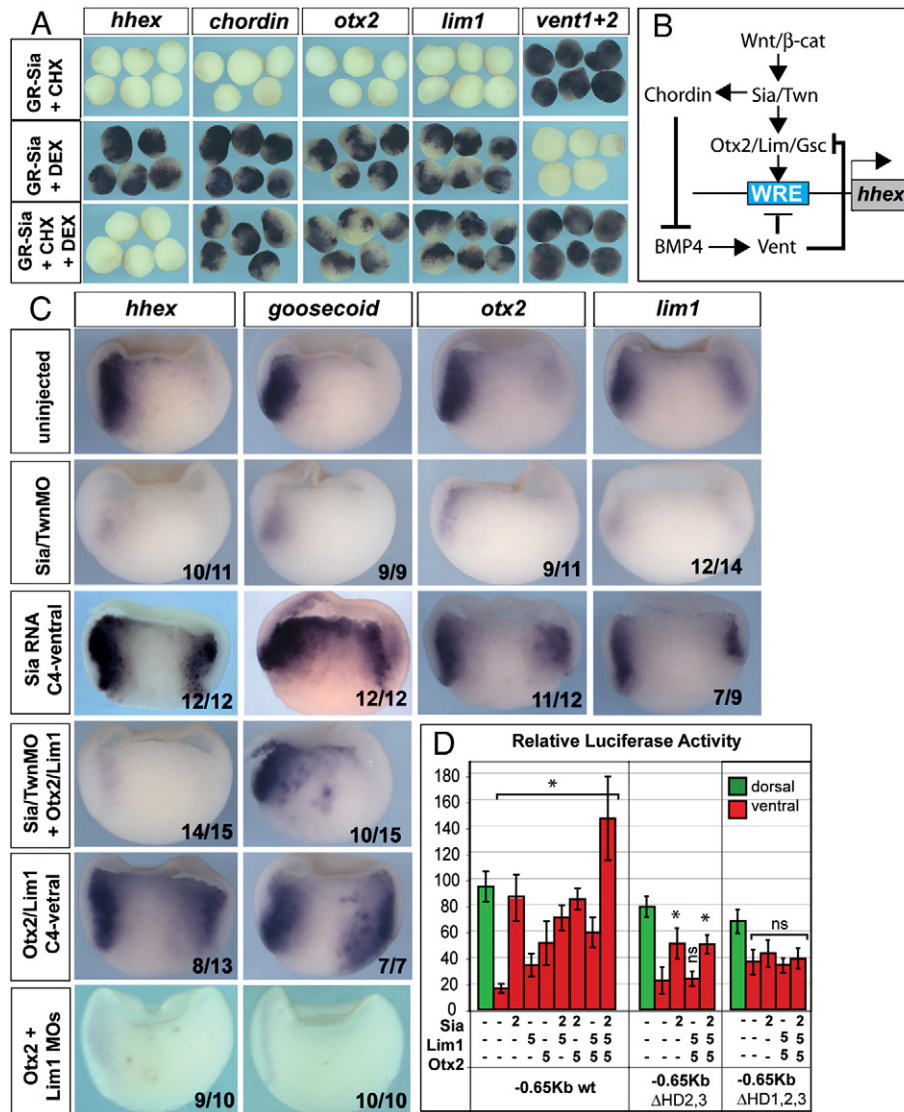 A
hhex chordin otx2 lim1 vent1+2
GR-Sia + CHX
GR-Sia + DEX
GR-Sia + CHX + DEX
B
Wnt/β-cat
Chordin
Sia/Twn
Otx2/Lim/Gsc
WRE
hhex
BMP4
Vent
C
hhex goosecoid otx2 lim1
uninjected
Sia/TwnMO
10/11 9/9 9/11 12/14
Sia RNA
C4-ventral
12/12 12/12 11/12 7/9
Sia/TwnMO
+ Otx2/Lim1
14/15 10/15
Otx2/Lim1
C4-vetral
8/13 7/7
Otx2 +
Lim1 MOs
9/10 10/10
D
Relative Luciferase Activity
180
160
140
120
100
80
60
40
20
0
dorsal
ventral
*
* ns *
ns
Sia - - 2 - - 2 2 - 2 - - 2 - 2 - - 2 - 2
Lim1 - - - 5 - 5 - 5 5 - - - 5 5 - - - 5 5
Otx2 - - - - 5 - 5 5 5 - - - 5 5 - - - 5 5
-0.65Kb wt
-0.65Kb
ΔHD2,3
-0.65Kb
ΔHD1,2,3